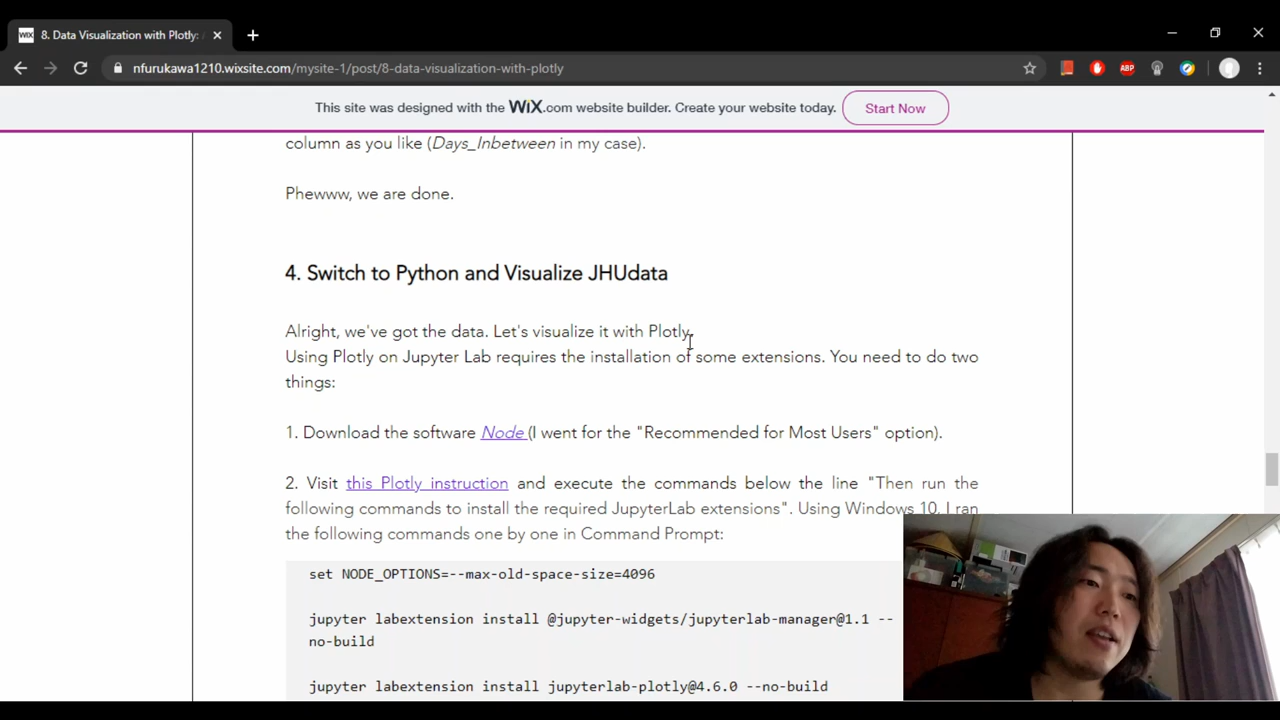 WiX
8. Data Visualization with Plotly:
nfurukawa1210.wixsite.com/mysite-1/post/8-data-visualization-with-plotly
ABP
This site was designed with the WiX.com website builder. Create your website today.
Start Now
column as you like (Days_Inbetween in my case).
Phewww, we are done.
4. Switch to Python and Visualize JHUdata
Alright, we've got the data. Let's visualize it with Plotly.
Using Plotly on Jupyter Lab requires the installation of some extensions. You need to do two
things:
1. Download the software Node (I went for the "Recommended for Most Users" option).
2. Visit this Plotly instruction and execute the commands below the line "Then run the
following commands to install the required JupyterLab extensions". Using Windows 10, I ran
the following commands one by one in Command Prompt:
set NODE_OPTIONS=--max-old-space-size=4096
jupyter labextension install @jupyter-widgets/jupyterlab-manager@1.1 --
no-build
jupyter labextension install jupyterlab-plotly@4.6.0 --no-build